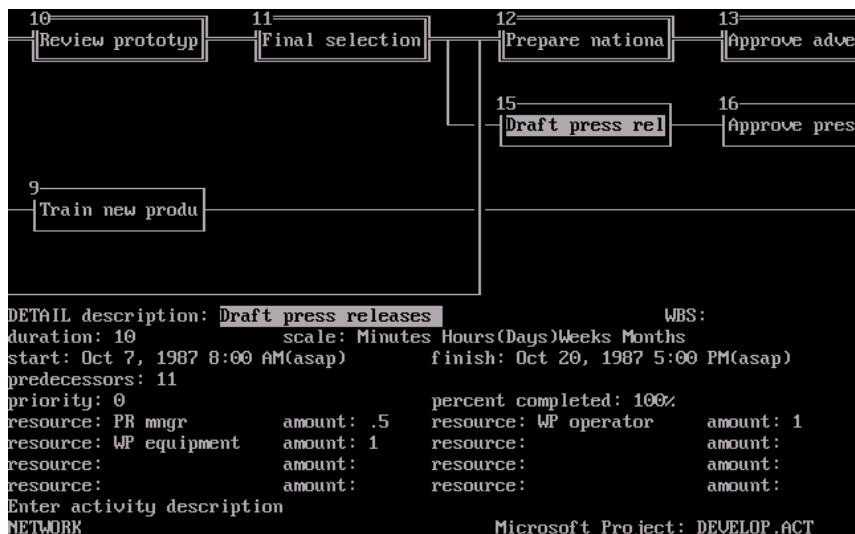 10 11 12 13
Review prototyp Final selection Prepare nationa Approve adve
15 16
Draft press rel Approve pres
9
Train new produ
DETAIL description: Draft press releases WBS:
duration: 10 scale: Minutes Hours(Days)Weeks Months
start: Oct 7, 1987 8:00 AM(asap) finish: Oct 20, 1987 5:00 PM(asap)
predecessors: 11
priority: 0 percent completed: 100%
resource: PR mngr amount: .5 resource: WP operator amount: 1
resource: WP equipment amount: 1 resource: amount:
resource: amount: resource: amount:
resource: amount: resource: amount:
Enter activity description
NETWORK Microsoft Project: DEVELOP.ACT